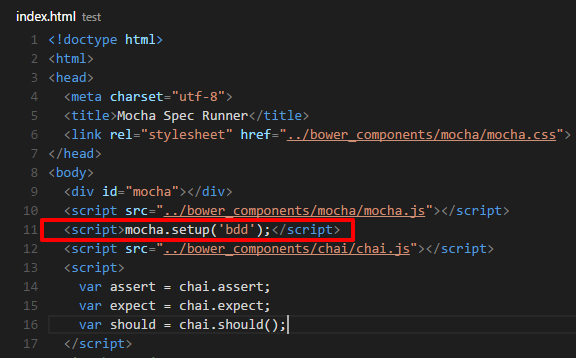 index.html test
1 <!doctype html>
2 <html>
3 <head>
4 <meta charset="utf-8">
5 <title>Mocha Spec Runner</title>
6 <link rel="stylesheet" href="../bower_components/mocha/mocha.css">
7 </head>
8 <body>
9 <div id="mocha"></div>
10 <script src="../bower_components/mocha/mocha.js"></script>
11 <script>mocha.setup('bdd');</script>
12 <script src="../bower_components/chai/chai.js"></script>
13 <script>
14 var assert = chai.assert;
15 var expect = chai.expect;
16 var should = chai.should();
17 </script>